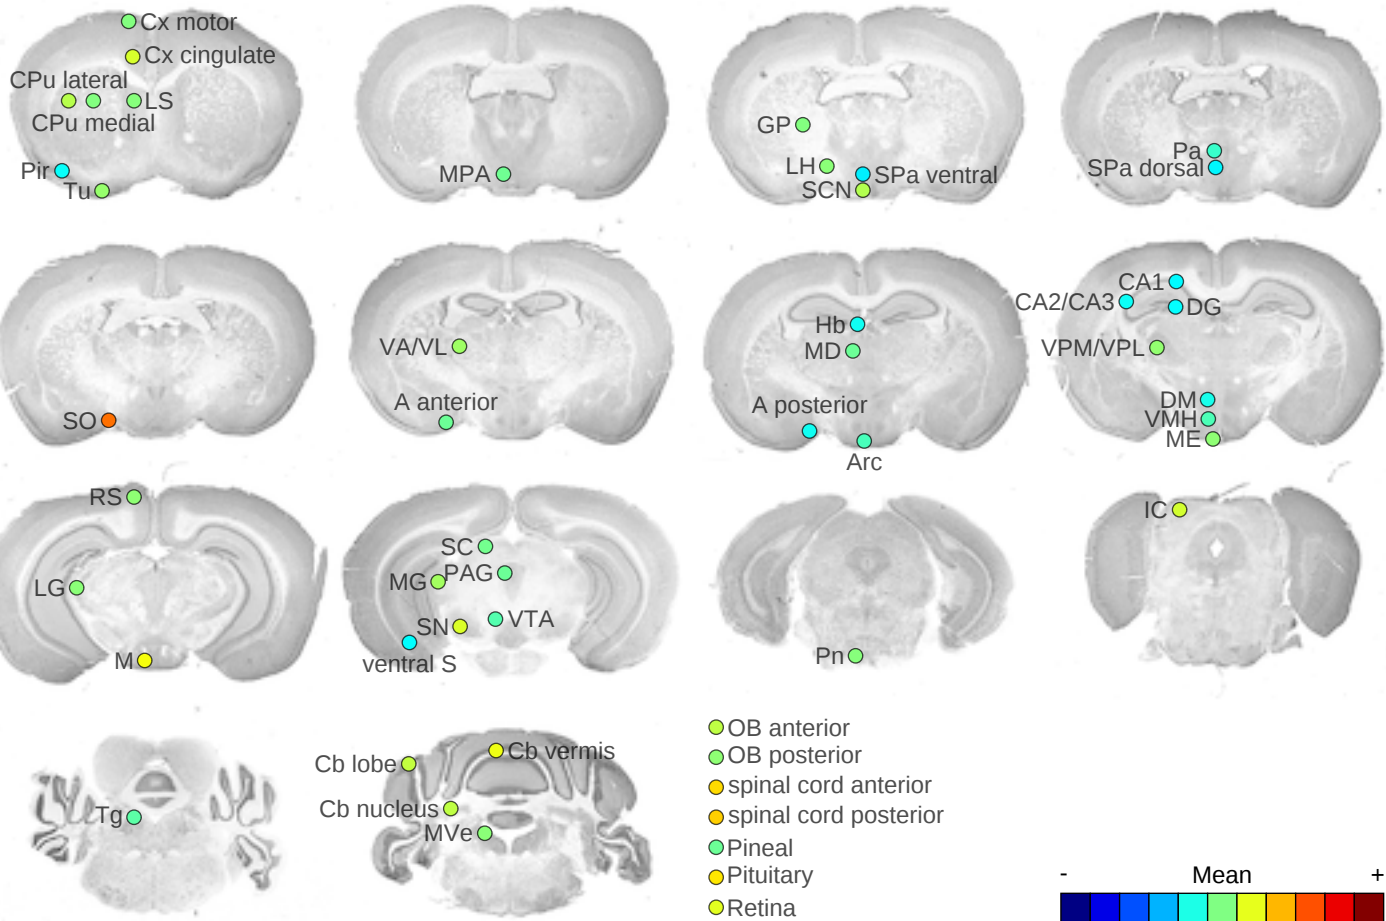 Cx motor
Cx cingulate
CPu lateral
LS
CPu medial
Pir
Tu
MPA
GP
LH
SPa ventral
SCN
Pa
SPa dorsal
SO
VA/VL
A anterior
Hb
MD
A posterior
Arc
CA1
CA2/CA3
DG
VPM/VPL
DM
VMH
ME
RS
LG
M
SC
MG
PAG
SN
VTA
ventral S
Pn
IC
Tg
Cb lobe
Cb vermis
Cb nucleus
MVe
OB anterior
OB posterior
spinal cord anterior
spinal cord posterior
Pineal
Pituitary
Retina
- Mean +